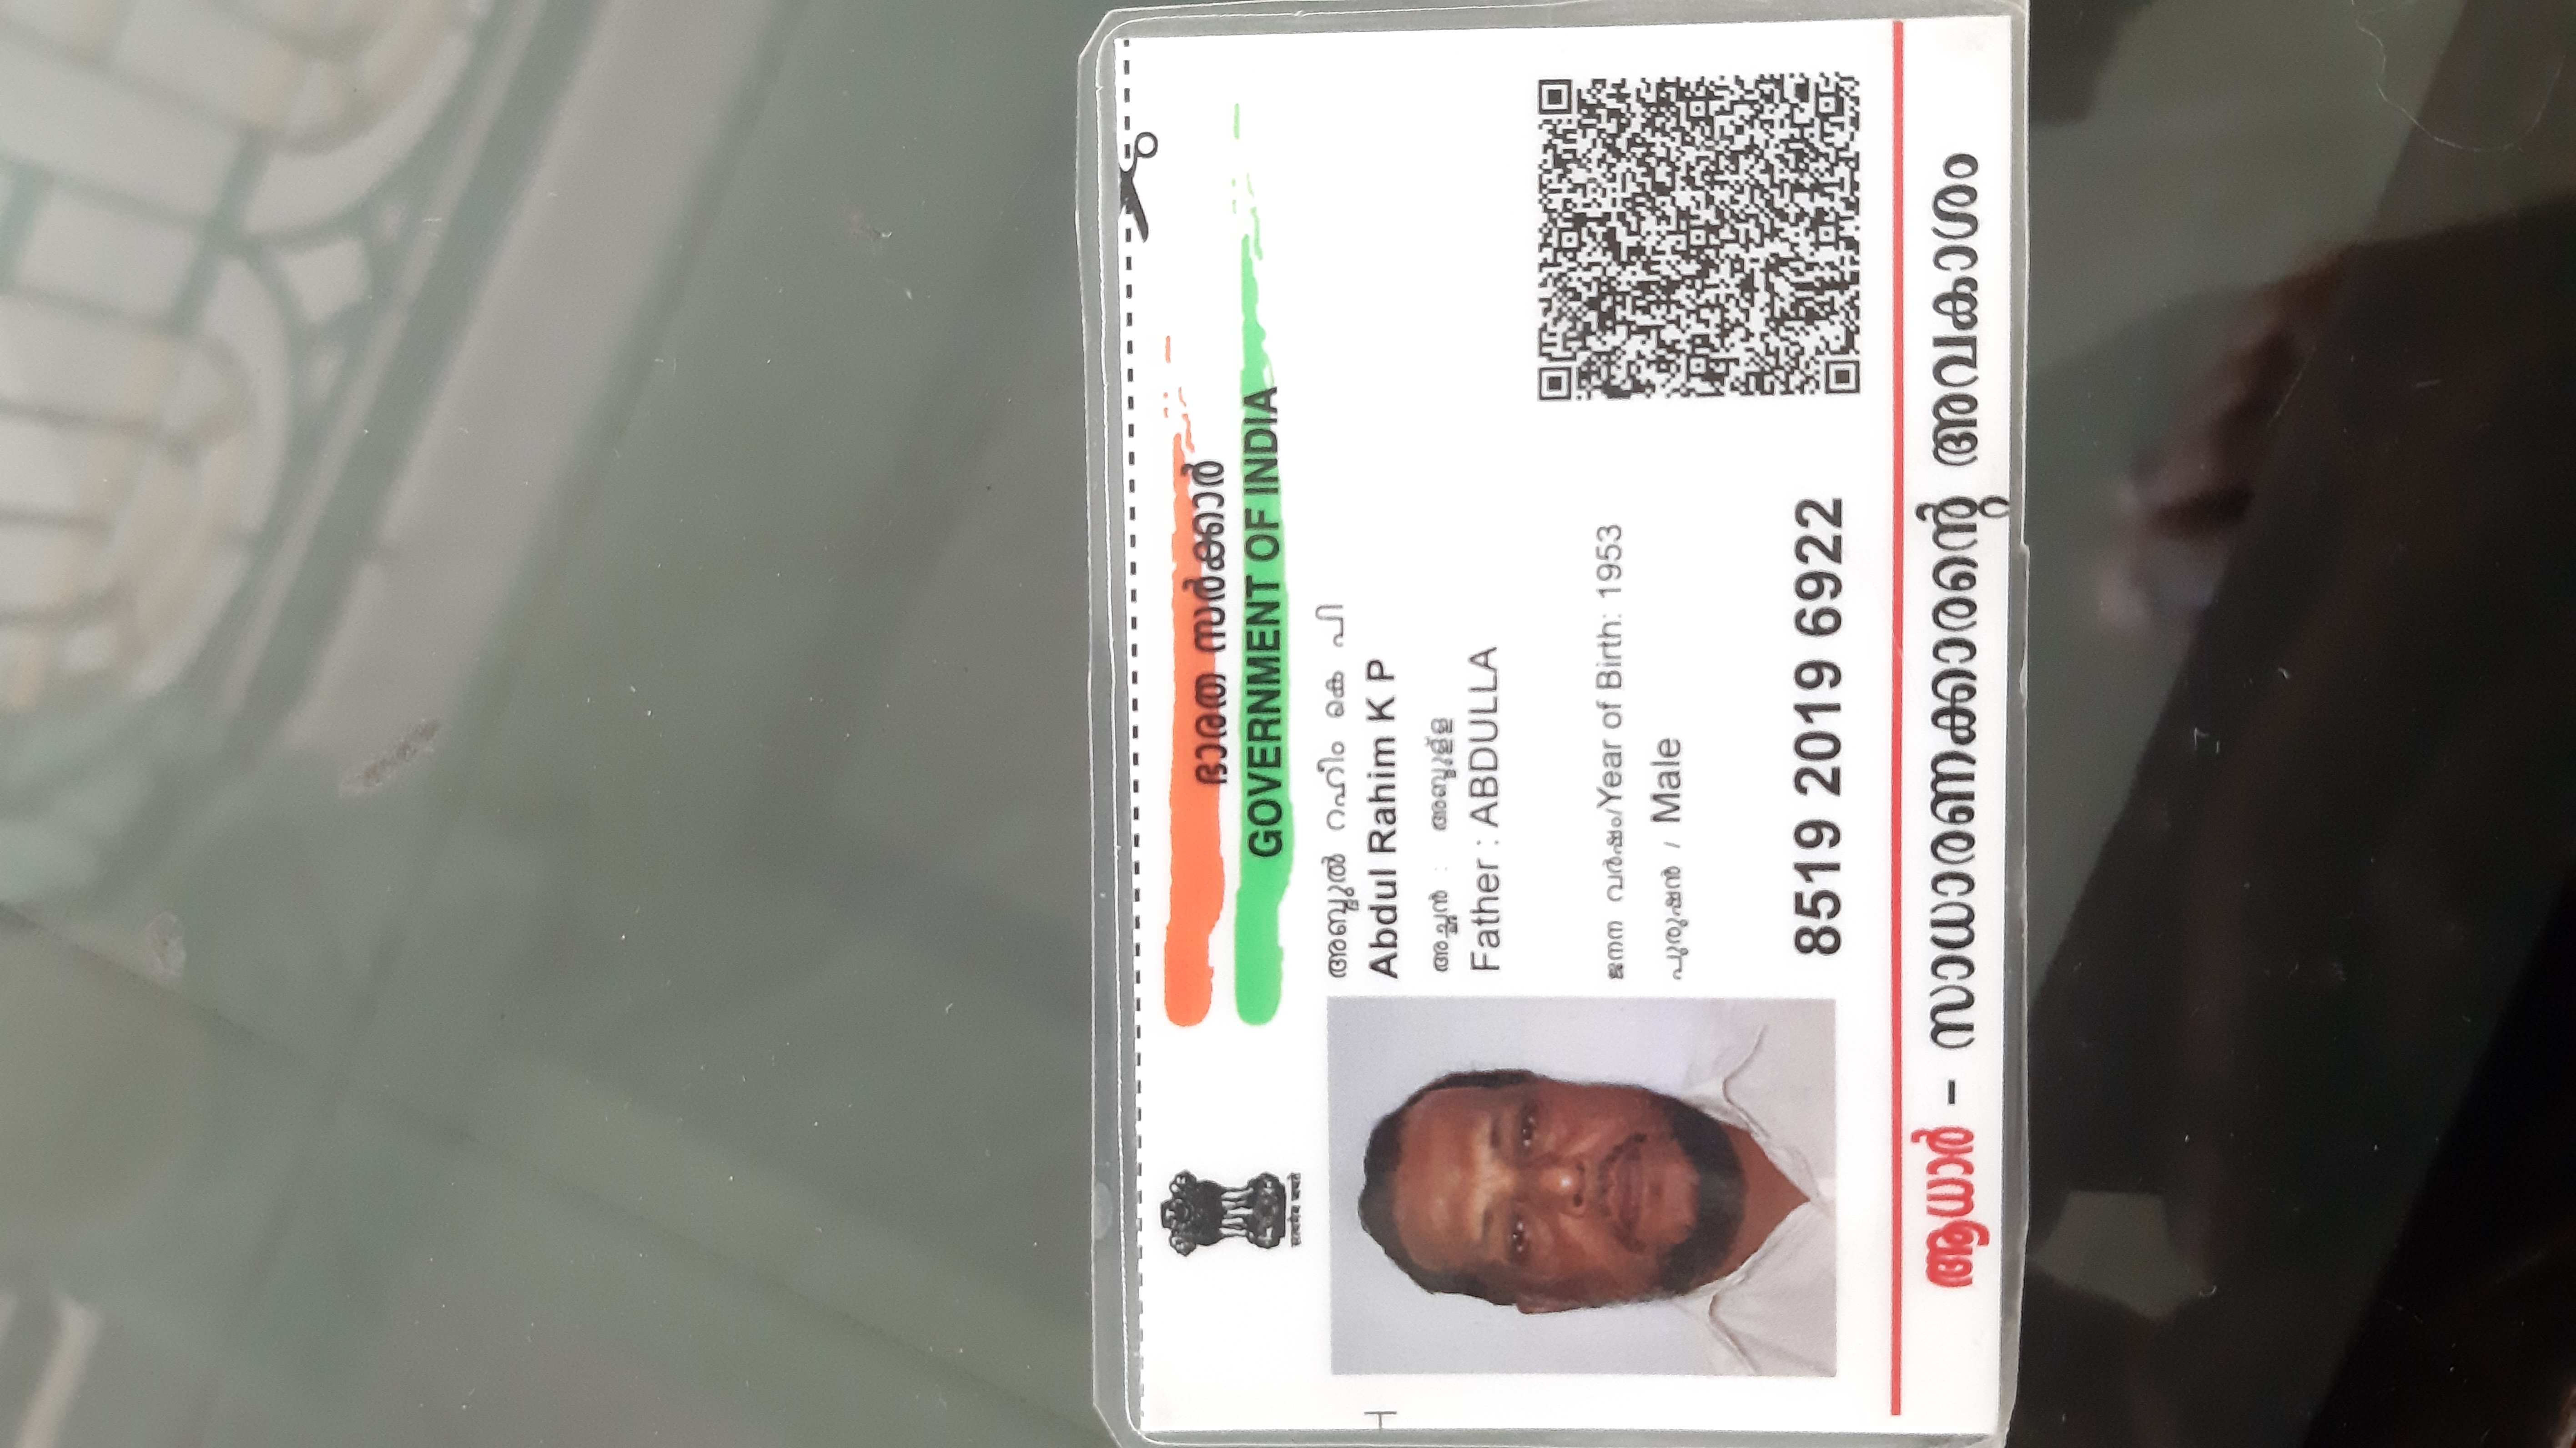 ഭാരത സർക്കാർ
GOVERNMENT OF INDIA
सत्यमेव जयते
അബ്ദുൽ റഹീം കെ പി
Abdul Rahim K P
അച്ഛൻ : അബ്ദുള്ള
Father : ABDULLA
ജനന വർഷം/Year of Birth: 1953
പുരുഷൻ / Male
8519 2019 6922
ആധാർ - സാധാരണക്കാരന്റെ അവകാശം